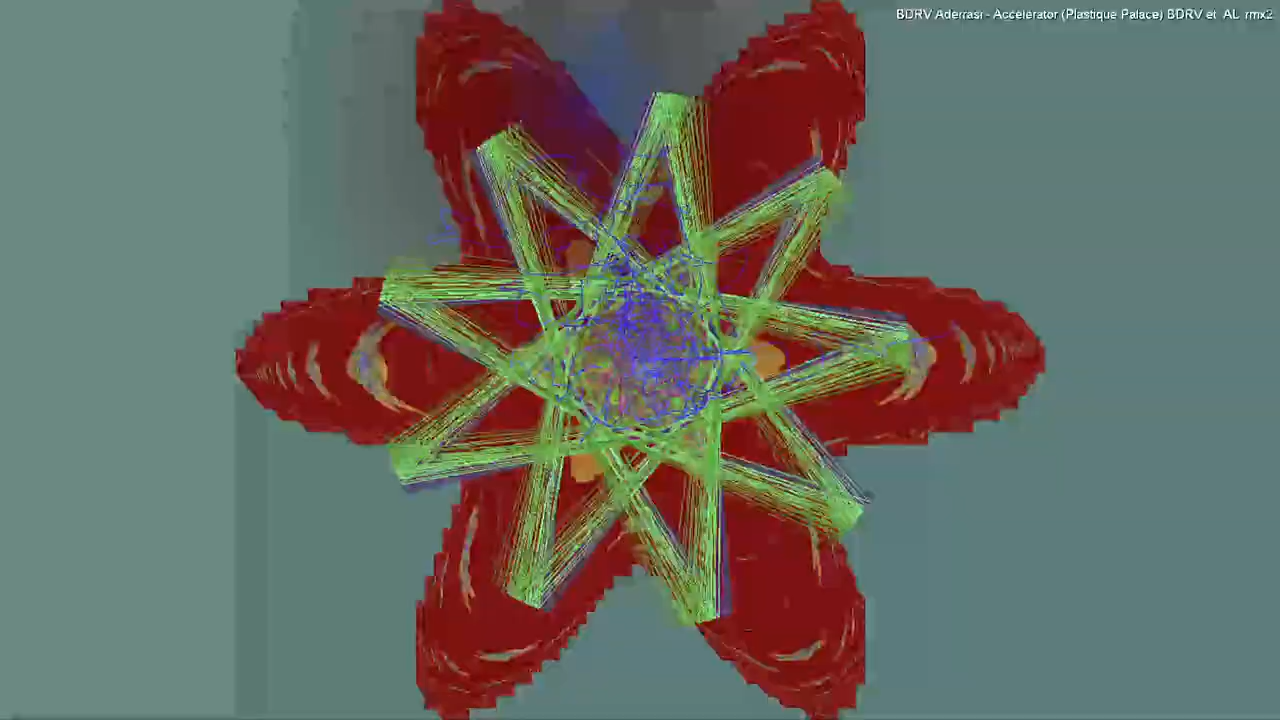 BDRV Aderrasi - Accelerator (Plastique Palace) BDRV et AL rmx2